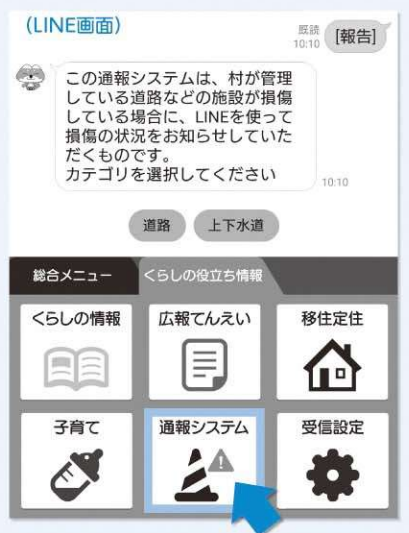 (LINE画面)
既読
10:10
[報告]
この通報システムは、村が管理
している道路などの施設が損傷
している場合に、LINEを使って
損傷の状況をお知らせしていた
だくものです。
カテゴリを選択してください
10:10
道路 上下水道
総合メニュー くらしの役立ち情報
くらしの情報 広報てんえい 移住定住
子育て 通報システム 受信設定